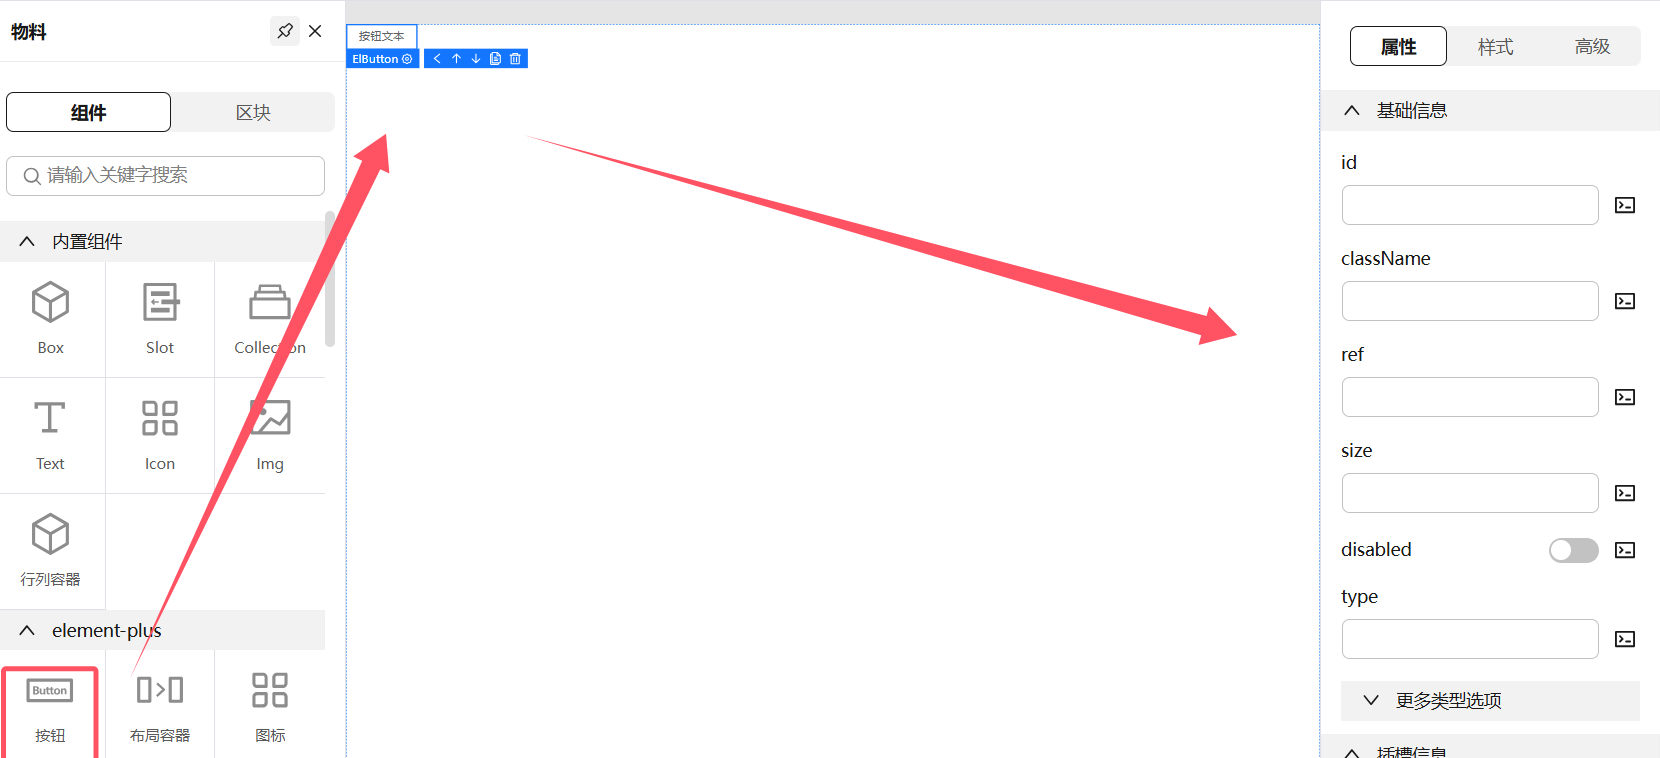 物料
组件
区块
请输入关键字搜索
内置组件
Box
Slot
Collection
Text
Icon
Img
行列容器
element-plus
Button
按钮
布局容器
图标
按钮文本
ElButton
属性
样式
高级
基础信息
id
className
ref
size
disabled
type
更多类型选项
插槽信息